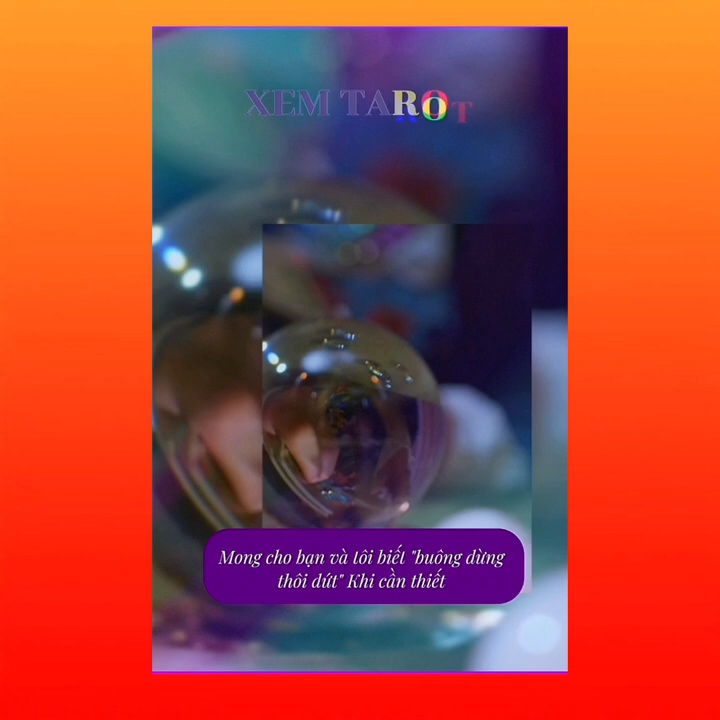 XEM TAROT
Mong cho bạn và tôi biết "buông dừng
thôi dứt" Khi cần thiết